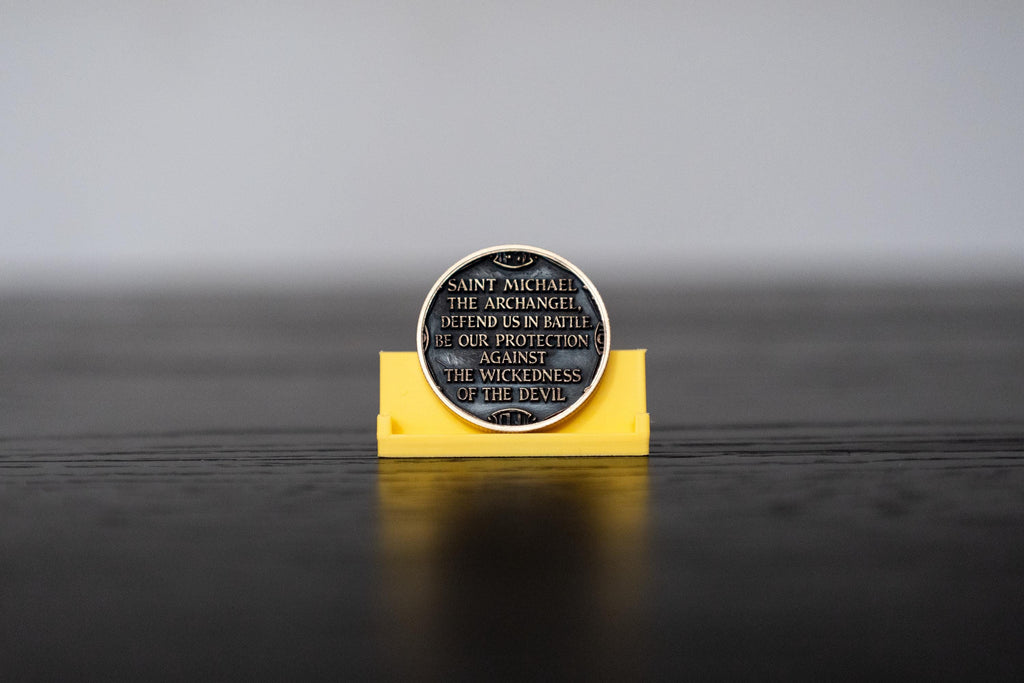 SAINT MICHAEL
THE ARCHANGEL,
DEFEND US IN BATTLE
BE OUR PROTECTION
AGAINST
THE WICKEDNESS
OF THE DEVIL